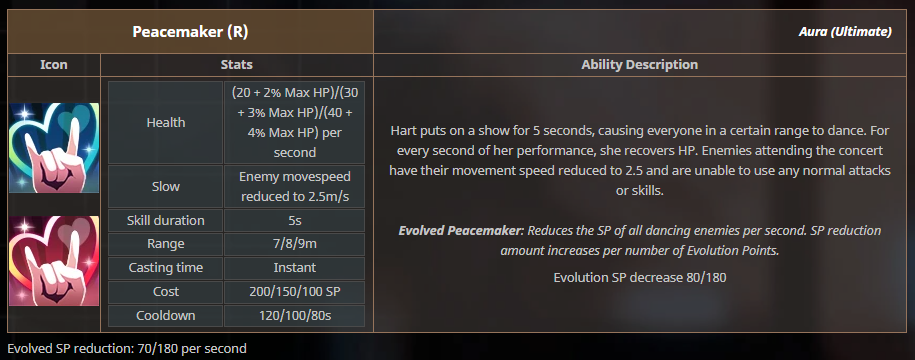 Peacemaker (R)
Aura (Ultimate)
Icon
Stats
Ability Description
Health
(20 + 2% Max HP)/(30
+ 3% Max HP)/(40 +
4% Max HP) per
second
Slow
Enemy movespeed
reduced to 2.5m/s
Skill duration
5s
Range
7/8/9m
Casting time
Instant
Cost
200/150/100 SP
Cooldown
120/100/80s
Hart puts on a show for 5 seconds, causing everyone in a certain range to dance. For
every second of her performance, she recovers HP. Enemies attending the concert
have their movement speed reduced to 2.5 and are unable to use any normal attacks
or skills.
Evolved Peacemaker: Reduces the SP of all dancing enemies per second. SP reduction
amount increases per number of Evolution Points.
Evolution SP decrease 80/180
Evolved SP reduction: 70/180 per second